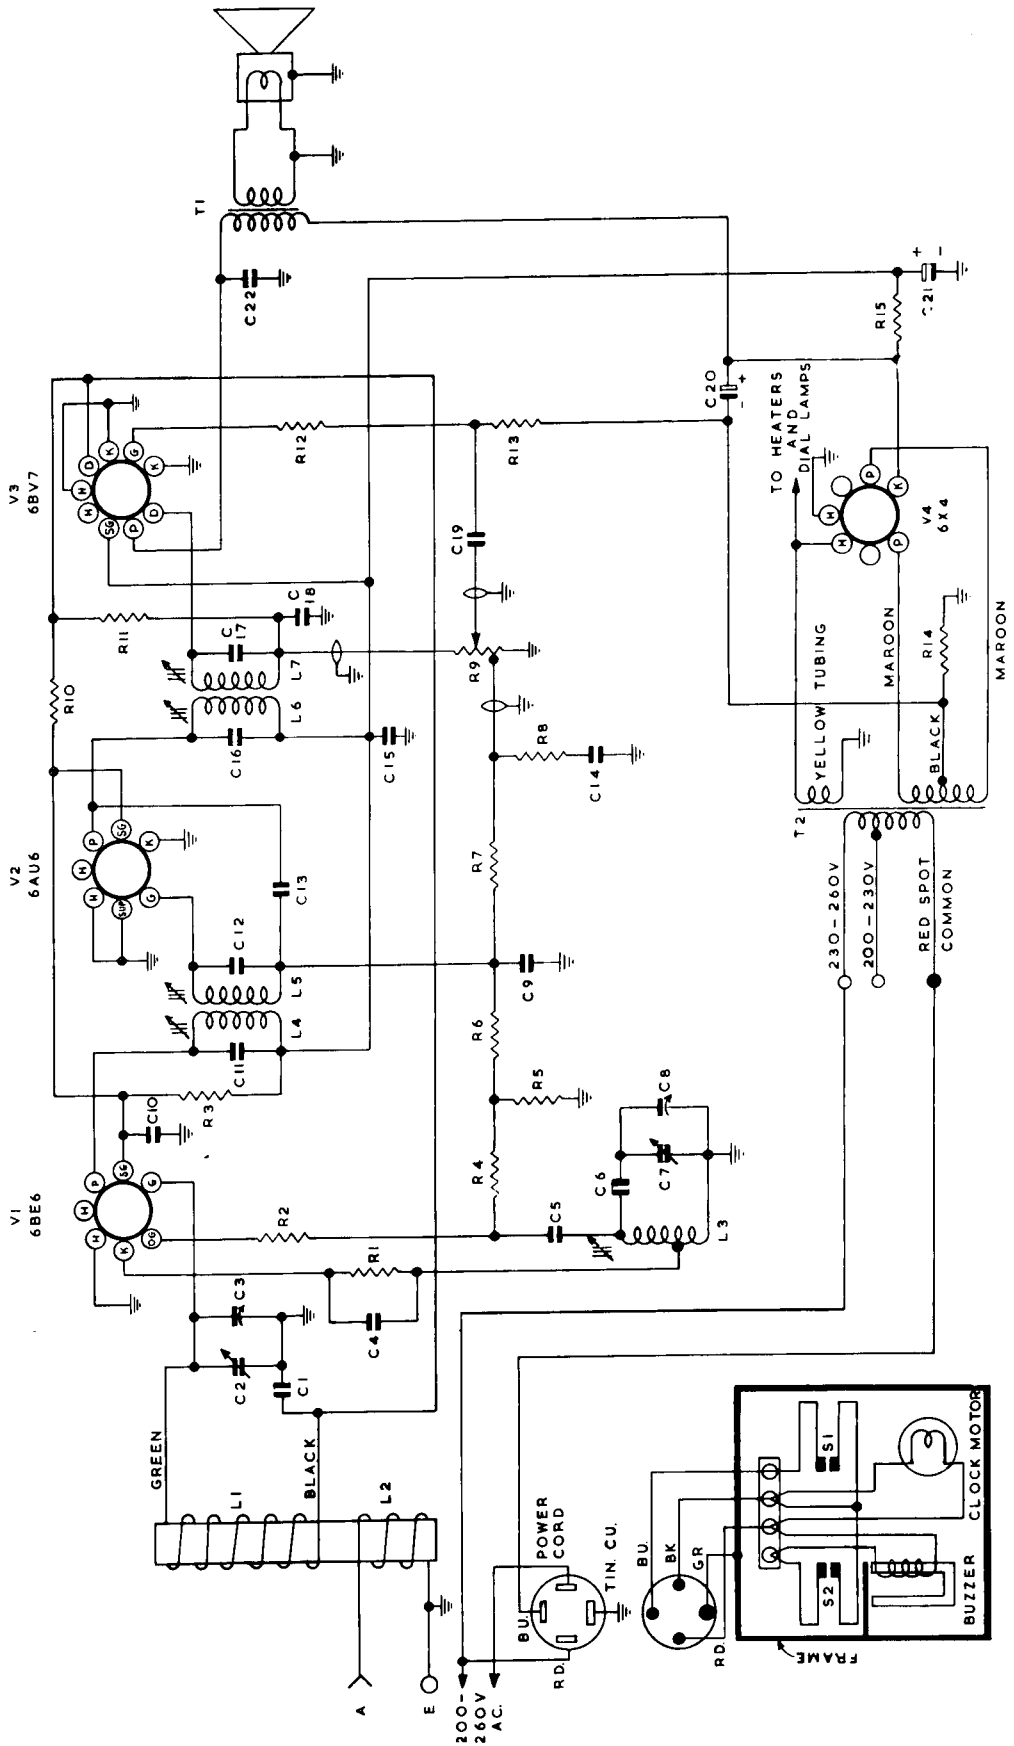 V1
6BE6
V2
6AU6
V3
6BV7
V4
6X4
GREEN
L1
BLACK
L2
A
E
C1
C2
C3
C4
R1
R2
H
H
P
SG
G
OG
K
C10
R3
C11
L4
L5
C12
C13
H
H
P
SG
K
G
SUP
R10
R11
C16
L6
L7
C
17
C
18
C15
H
H
D
K
G
K
D
P
SG
R12
C19
R13
R9
R8
C14
R7
C9
R6
R5
R4
C5
C6
C7
C8
L3
C22
T1
C20
+
-
R15
C21
+
-
TO HEATERS
AND
DIAL LAMPS
H
H
P
K
P
T2
YELLOW TUBING
MAROON
BLACK
R14
MAROON
230-260V
200-230V
RED SPOT
COMMON
200-
260V
AC.
POWER
CORD
BU.
RD.
TIN. CU.
BU.
BK
GR
RD.
S1
S2
CLOCK MOTOR
BUZZER
FRAME